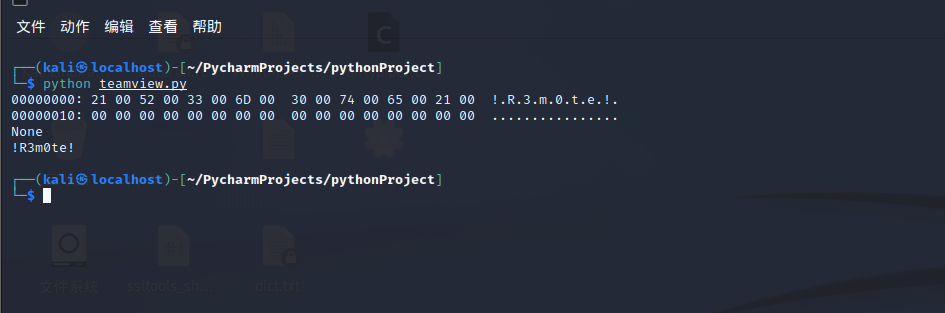 文件 动作 编辑 查看 帮助
┌──(kali㉿localhost)-[~/PycharmProjects/pythonProject]
└─$ python teamview.py
00000000: 21 00 52 00 33 00 6D 00  30 00 74 00 65 00 21 00  !.R.3.m.0.t.e.!.
00000010: 00 00 00 00 00 00 00 00  00 00 00 00 00 00 00 00  ................
None
!R3m0te!
┌──(kali㉿localhost)-[~/PycharmProjects/pythonProject]
└─$
文件系统 ssltools_sh... dict.txt